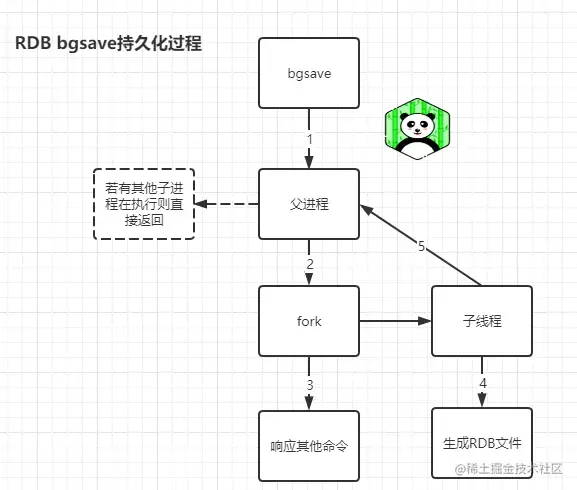 RDB bgsave持久化过程
bgsave
1
若有其他子进
程在执行则直
接返回
父进程
5
2
fork
子线程
3
4
响应其他命令
生成RDB文件
@稀土掘金技术社区